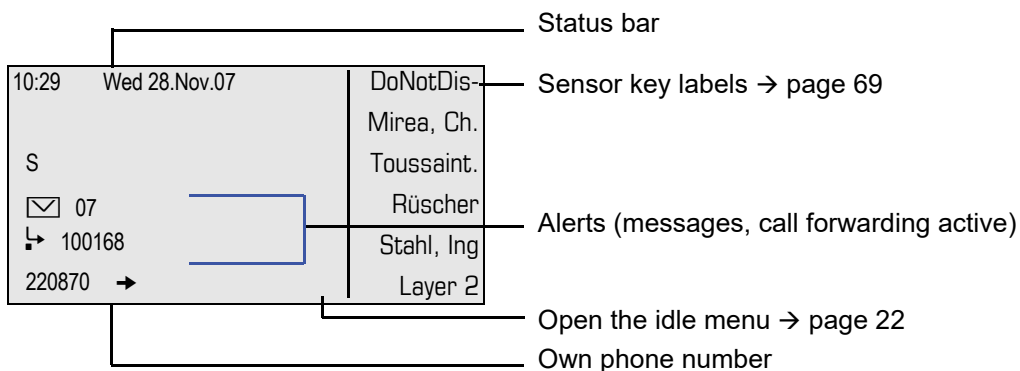 Status bar
10:29 Wed 28.Nov.07
DoNotDis-
Sensor key labels → page 69
Mirea, Ch.
S
Toussaint.
07
Rüscher
Alerts (messages, call forwarding active)
100168
Stahl, Ing
220870 →
Layer 2
Open the idle menu → page 22
Own phone number